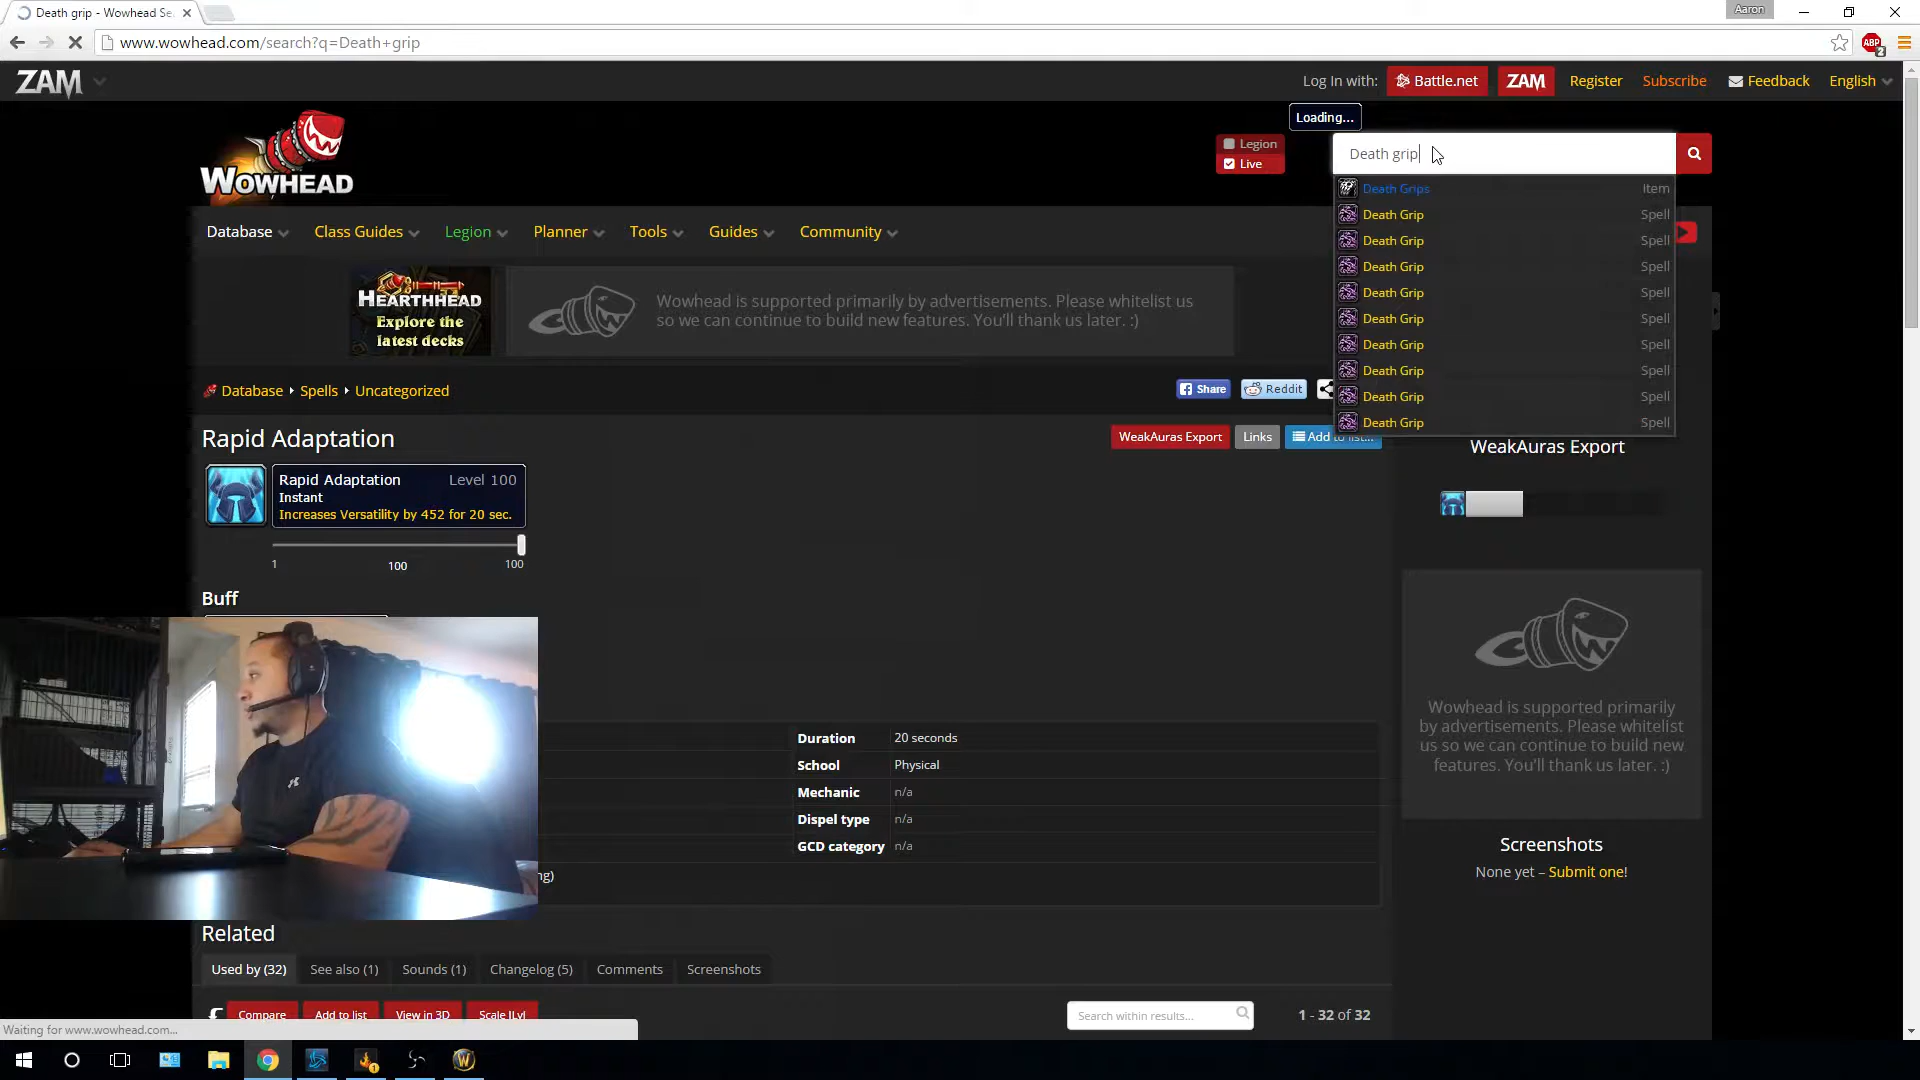 Death grip - Wowhead Se
Aaron
www.wowhead.com/search?q=Death+grip
ABP
2
ZAM
Log In with:
Battle.net
ZAM
Register
Subscribe
Feedback
English
Loading...
WOWHEAD
Legion
Live
Death grip
Death Grips Item
Death Grip Spell
Death Grip Spell
Death Grip Spell
Death Grip Spell
Death Grip Spell
Death Grip Spell
Death Grip Spell
Death Grip Spell
Death Grip Spell
Database
Class Guides
Legion
Planner
Tools
Guides
Community
HEARTHHEAD
Explore the
latest decks
Wowhead is supported primarily by advertisements. Please whitelist us
so we can continue to build new features. You'll thank us later. :)
Database
Spells
Uncategorized
Share
Reddit
Rapid Adaptation
WeakAuras Export
Links
Add to list...
WeakAuras Export
Rapid Adaptation Level 100
Instant
Increases Versatility by 452 for 20 sec.
1
100
100
Buff
Duration 20 seconds
School Physical
Mechanic n/a
Dispel type n/a
GCD category n/a
ng)
Wowhead is supported primarily
by advertisements. Please whitelist
us so we can continue to build new
features. You'll thank us later. :)
Screenshots
None yet – Submit one!
Related
Used by (32)
See also (1)
Sounds (1)
Changelog (5)
Comments
Screenshots
Compare
Add to list
View in 3D
Scale ILvl
Search within results...
1 - 32 of 32
Waiting for www.wowhead.com...
1